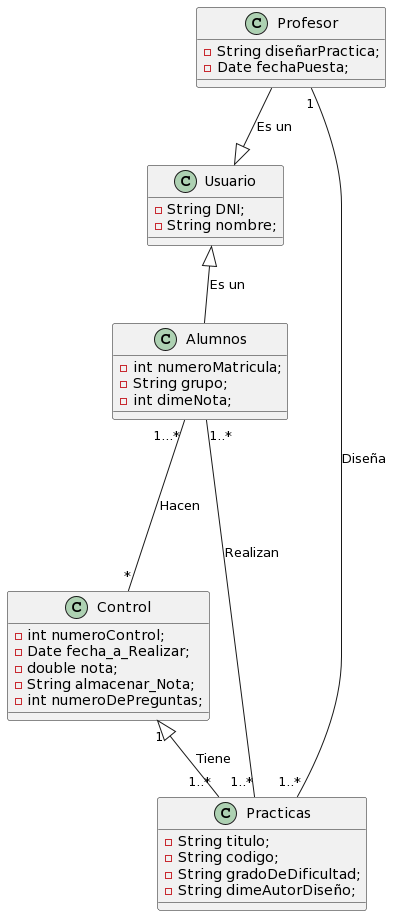 C Profesor
String diseñarPractica;
Date fechaPuesta;
1
Es un
C Usuario
String DNI;
String nombre;
Es un
C Alumnos
int numeroMatricula;
String grupo;
int dimeNota;
1...*
1..*
Diseña
Hacen
Realizan
*
C Control
int numeroControl;
Date fecha_a_Realizar;
double nota;
String almacenar_Nota;
int numeroDePreguntas;
1
Tiene
1..*
1..*
1..*
C Practicas
String titulo;
String codigo;
String gradoDeDificultad;
String dimeAutorDiseño;